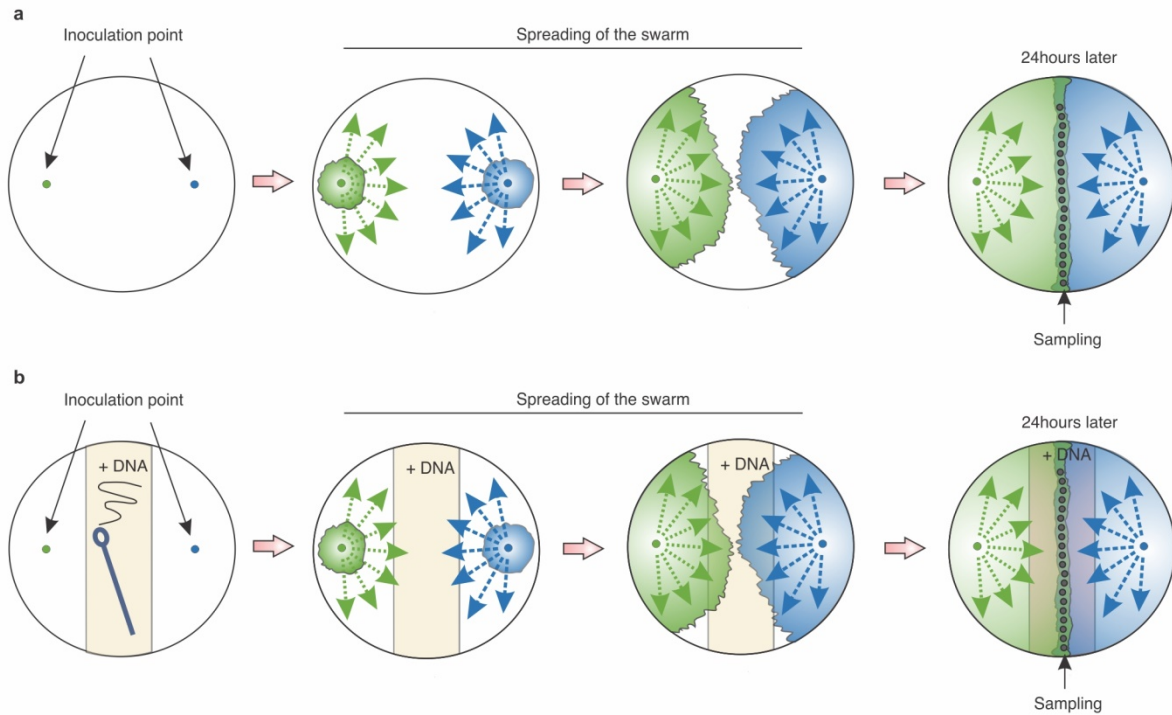 a
Inoculation point
Spreading of the swarm
24hours later
Sampling
b
Inoculation point
Spreading of the swarm
24hours later
+ DNA
+ DNA
+ DNA
+ DNA
Sampling